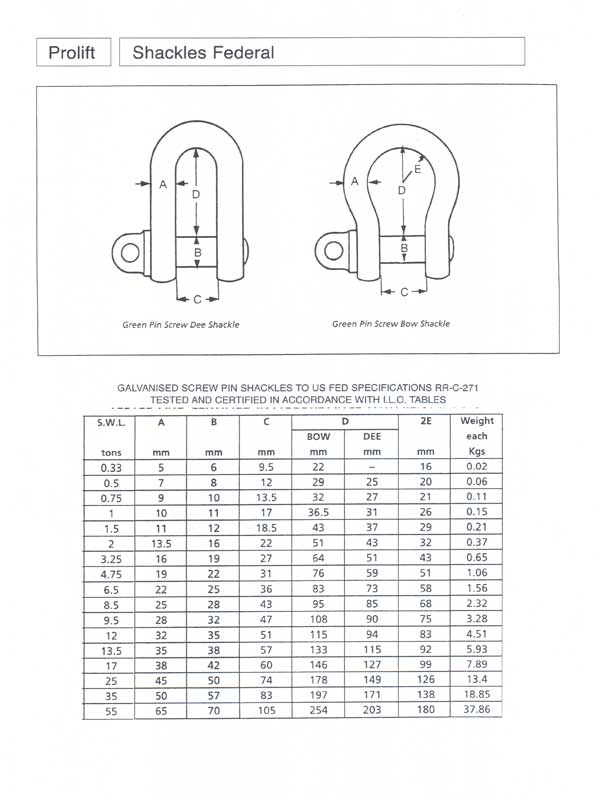 Prolift Shackles Federal
A D B C
A E D B C
Green Pin Screw Dee Shackle
Green Pin Screw Bow Shackle
GALVANISED SCREW PIN SHACKLES TO US FED SPECIFICATIONS RR-C-271
TESTED AND CERTIFIED IN ACCORDANCE WITH I.L.O. TABLES
S.W.L. A B C D 2E Weight
BOW DEE each
tons mm mm mm mm mm mm Kgs
0.33 5 6 9.5 22 – 16 0.02
0.5 7 8 12 29 25 20 0.06
0.75 9 10 13.5 32 27 21 0.11
1 10 11 17 36.5 31 26 0.15
1.5 11 12 18.5 43 37 29 0.21
2 13.5 16 22 51 43 32 0.37
3.25 16 19 27 64 51 43 0.65
4.75 19 22 31 76 59 51 1.06
6.5 22 25 36 83 73 58 1.56
8.5 25 28 43 95 85 68 2.32
9.5 28 32 47 108 90 75 3.28
12 32 35 51 115 94 83 4.51
13.5 35 38 57 133 115 92 5.93
17 38 42 60 146 127 99 7.89
25 45 50 74 178 149 126 13.4
35 50 57 83 197 171 138 18.85
55 65 70 105 254 203 180 37.86